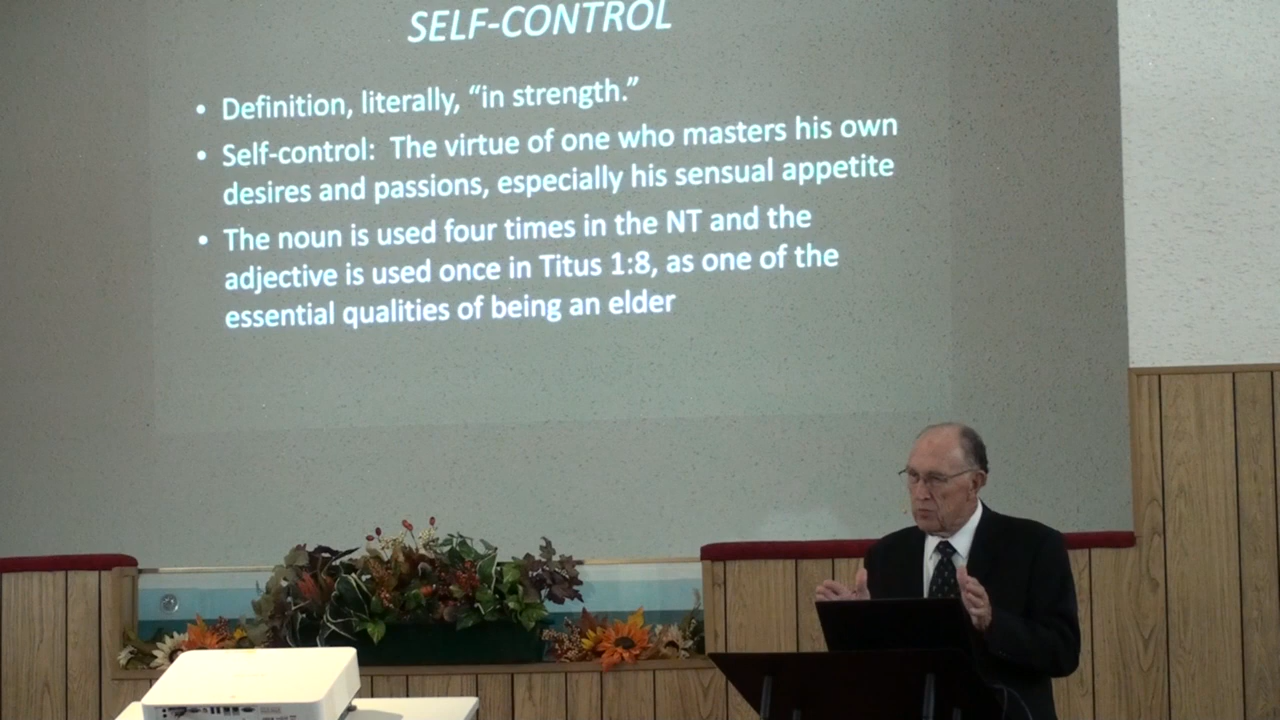 SELF-CONTROL
• Definition, literally, “in strength.”
• Self-control: The virtue of one who masters his own
desires and passions, especially his sensual appetite
• The noun is used four times in the NT and the
adjective is used once in Titus 1:8, as one of the
essential qualities of being an elder